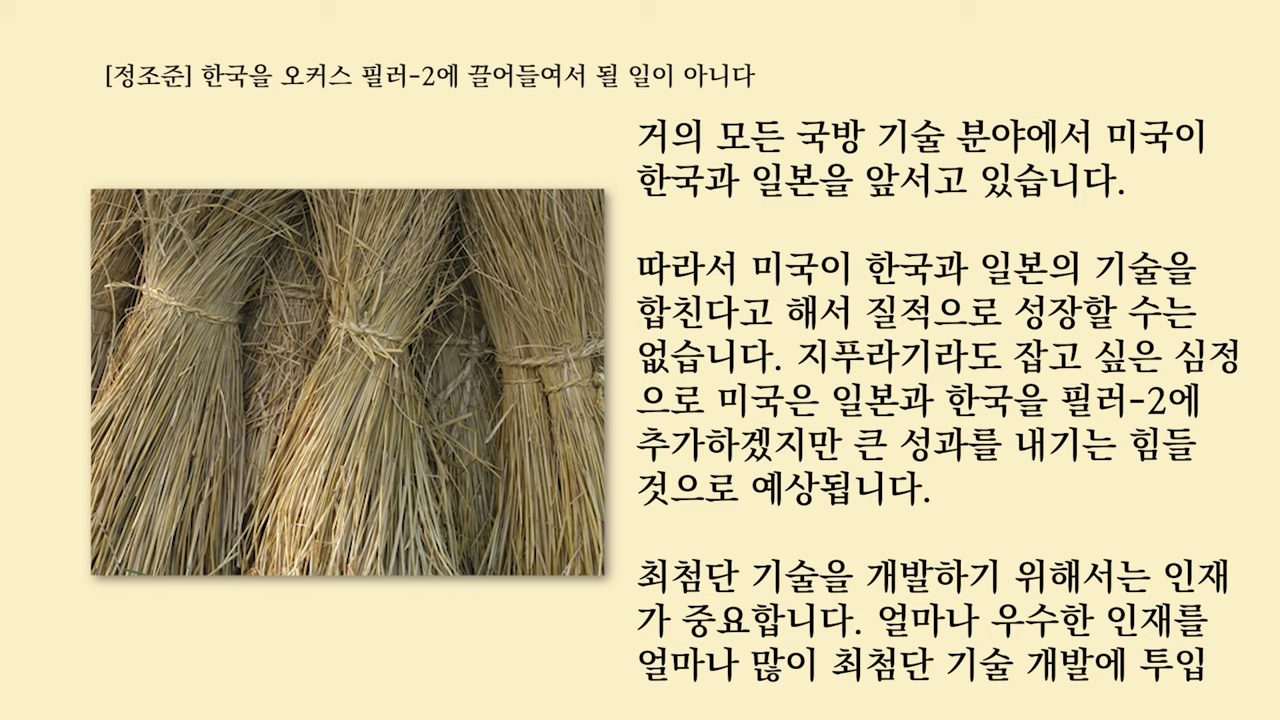 [정조준] 한국을 오커스 필러-2에 끌어들여서 될 일이 아니다
거의 모든 국방 기술 분야에서 미국이
한국과 일본을 앞서고 있습니다.
따라서 미국이 한국과 일본의 기술을
합친다고 해서 질적으로 성장할 수는
없습니다. 지푸라기라도 잡고 싶은 심정
으로 미국은 일본과 한국을 필러-2에
추가하겠지만 큰 성과를 내기는 힘들
것으로 예상됩니다.
최첨단 기술을 개발하기 위해서는 인재
가 중요합니다. 얼마나 우수한 인재를
얼마나 많이 최첨단 기술 개발에 투입